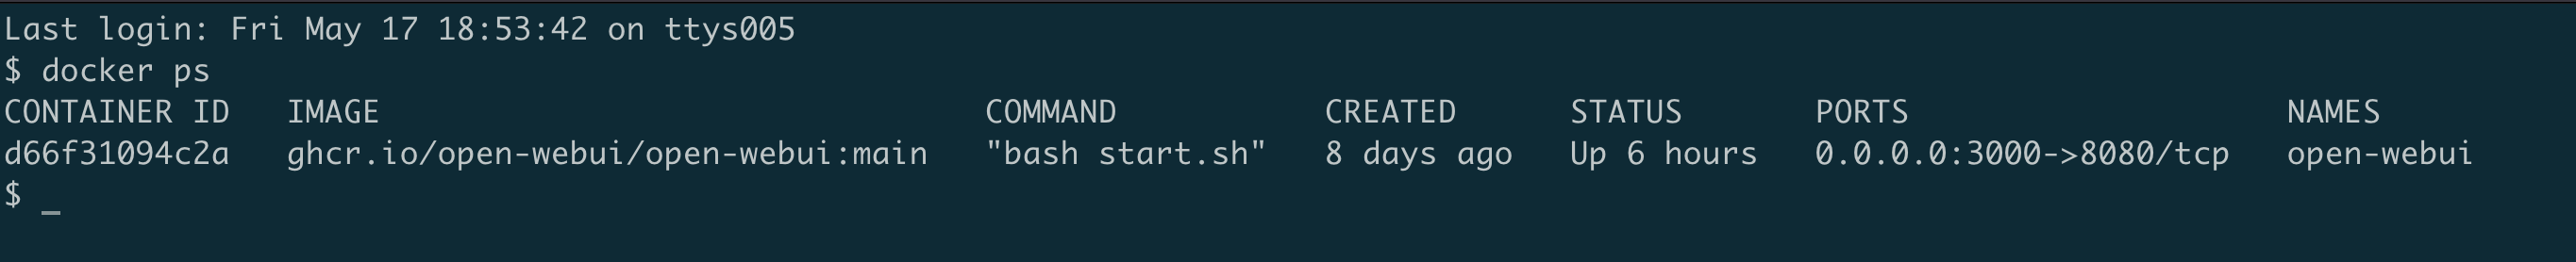 Last login: Fri May 17 18:53:42 on ttys005
$ docker ps
CONTAINER ID   IMAGE                                COMMAND           CREATED      STATUS       PORTS                    NAMES
d66f31094c2a   ghcr.io/open-webui/open-webui:main   "bash start.sh"   8 days ago   Up 6 hours   0.0.0.0:3000->8080/tcp   open-webui
$ _